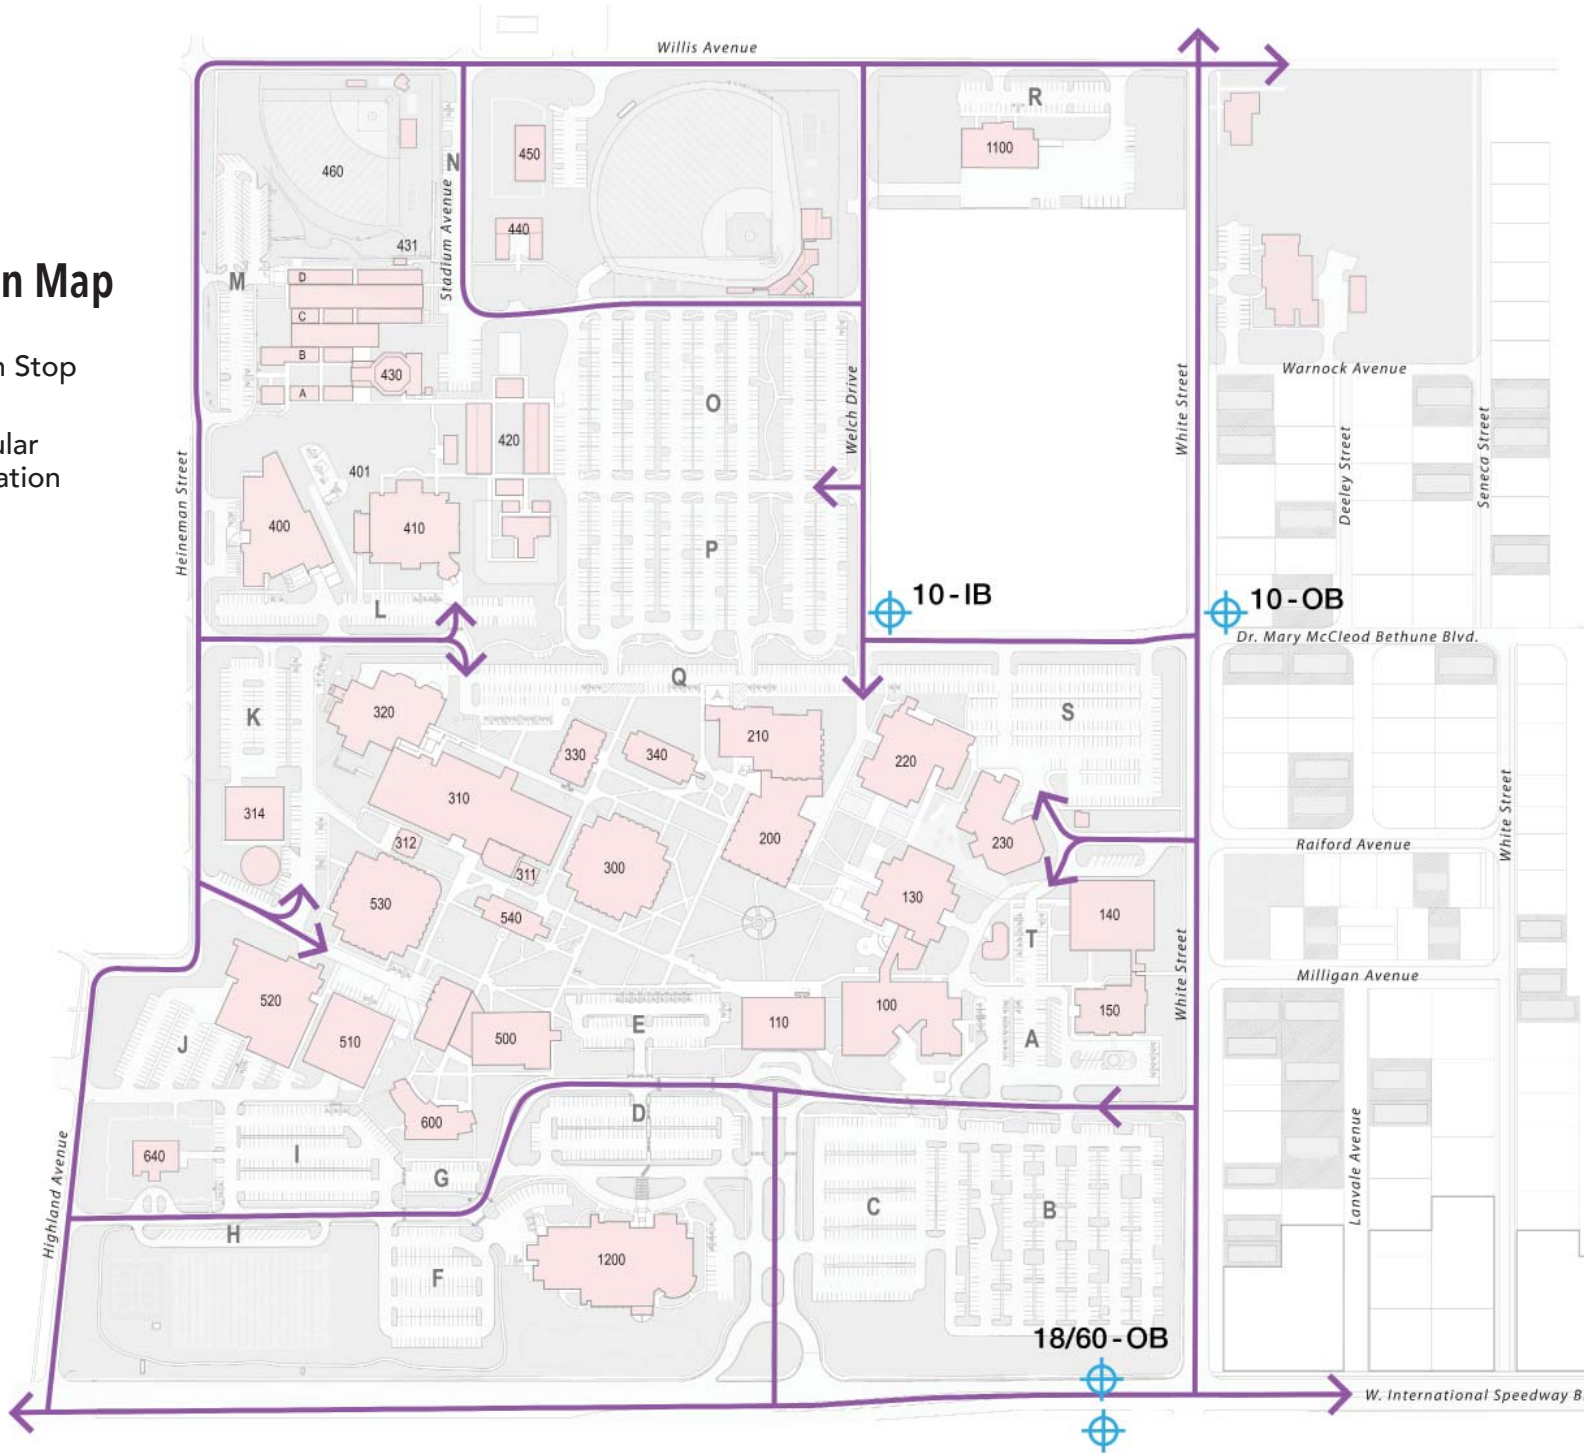 Willis Avenue
R
450
1100
N
460
440
431
Stadium Avenue
n Map
M
D
C
B
A
430
n Stop
Warnock Avenue
White Street
O
Welch Drive
420
Deeley Street
Seneca Street
ular
ation
401
Heineman Street
400
410
P
10-IB
10-OB
L
Dr. Mary McCleod Bethune Blvd.
Q
K
320
S
210
330
340
220
310
314
White Street
312
200
230
Raiford Avenue
311
300
530
130
540
140
T
White Street
Milligan Avenue
520
100
150
110
E
J
510
500
A
D
600
Highland Avenue
640
I
G
Lanvale Avenue
C
B
H
1200
F
18/60-OB
W. International Speedway B